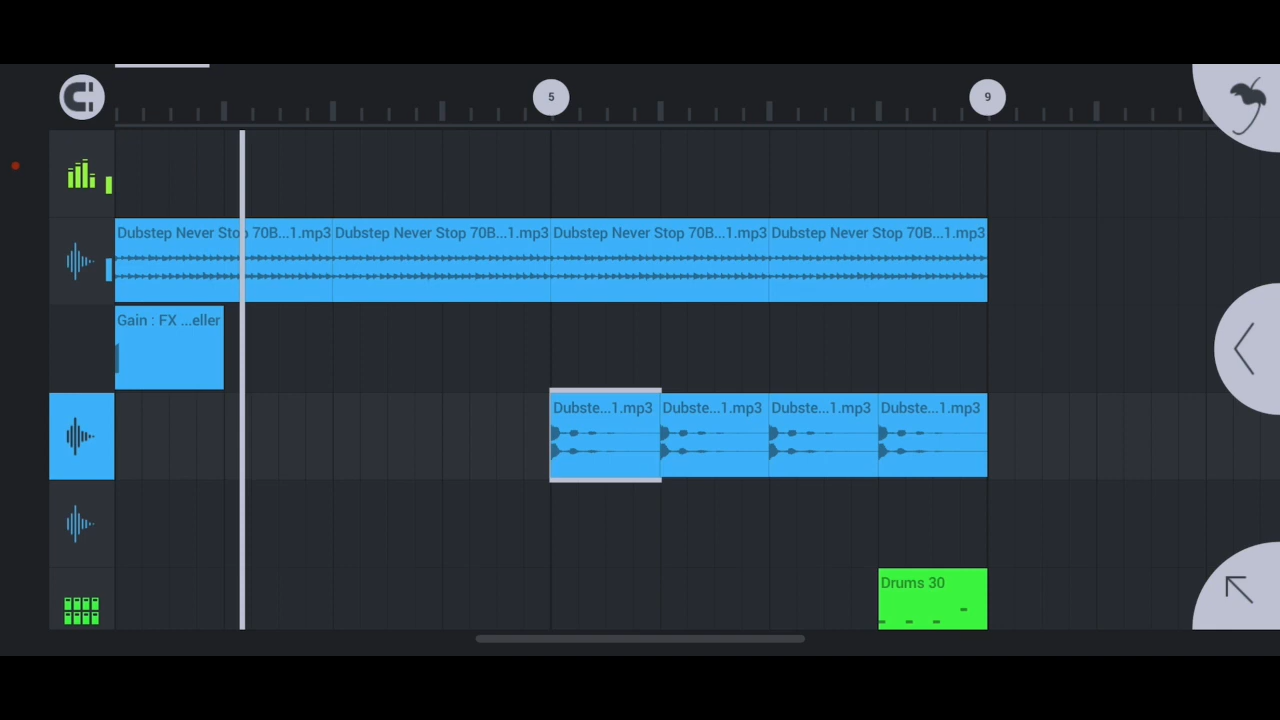 5
9
Dubstep Never Stop 70B...1.mp3 Dubstep Never Stop 70B...1.mp3 Dubstep Never Stop 70B...1.mp3 Dubstep Never Stop 70B...1.mp3
Gain : FX ...eller
Dubste...1.mp3 Dubste...1.mp3 Dubste...1.mp3 Dubste...1.mp3
Drums 30